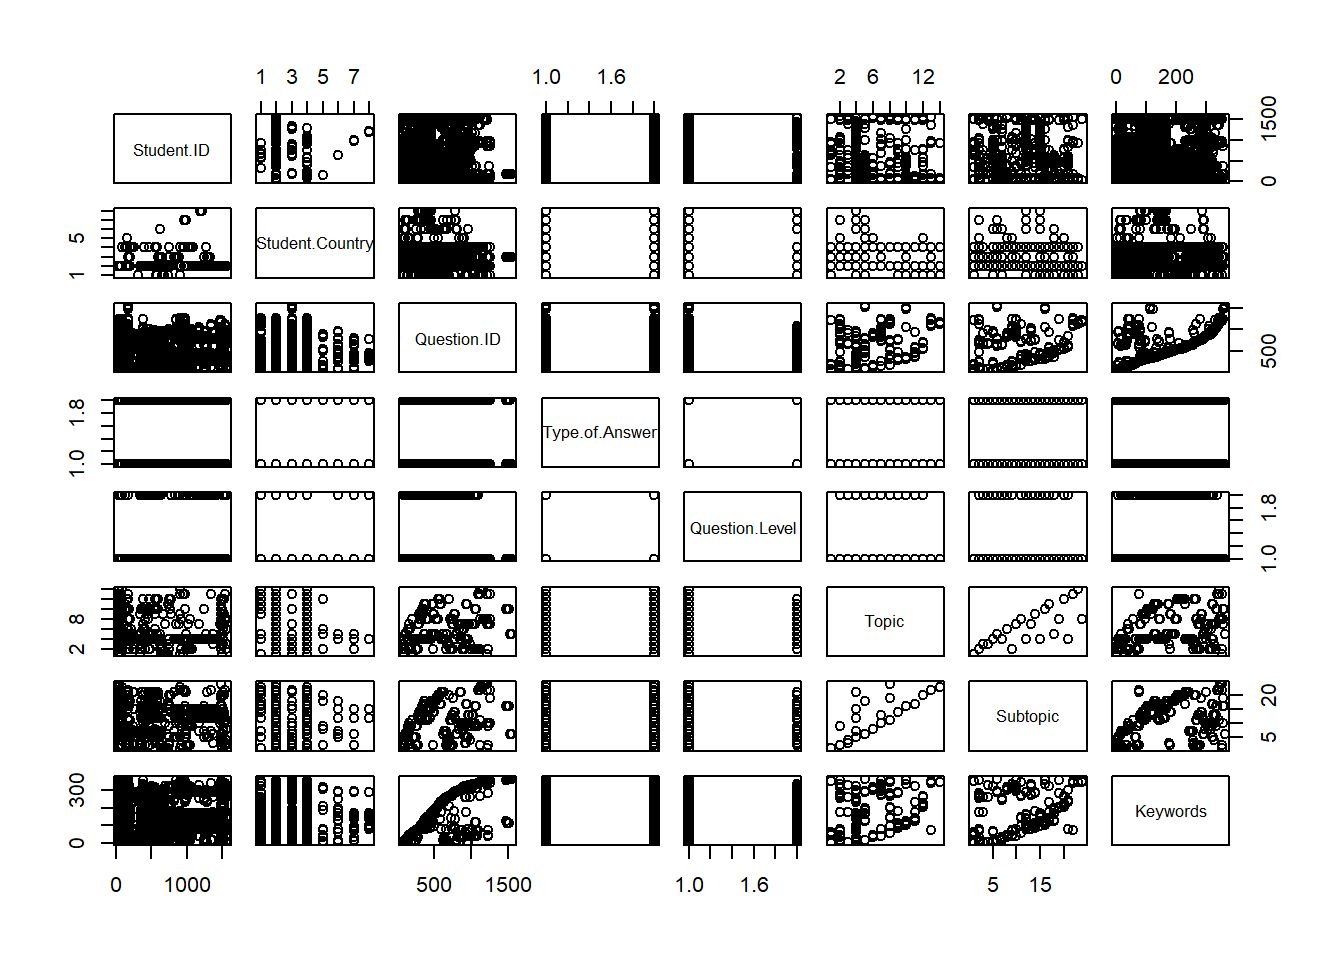 1 3 5 7 1.0 1.6 2 6 12 0 200
Student.ID 0 1500
1 5 Student.Country
Question.ID 500
1.0 1.8 Type.of.Answer
Question.Level 1.0 1.8
2 8 Topic
Subtopic 5 20
0 300 Keywords
0 1000 500 1500 1.0 1.6 5 15